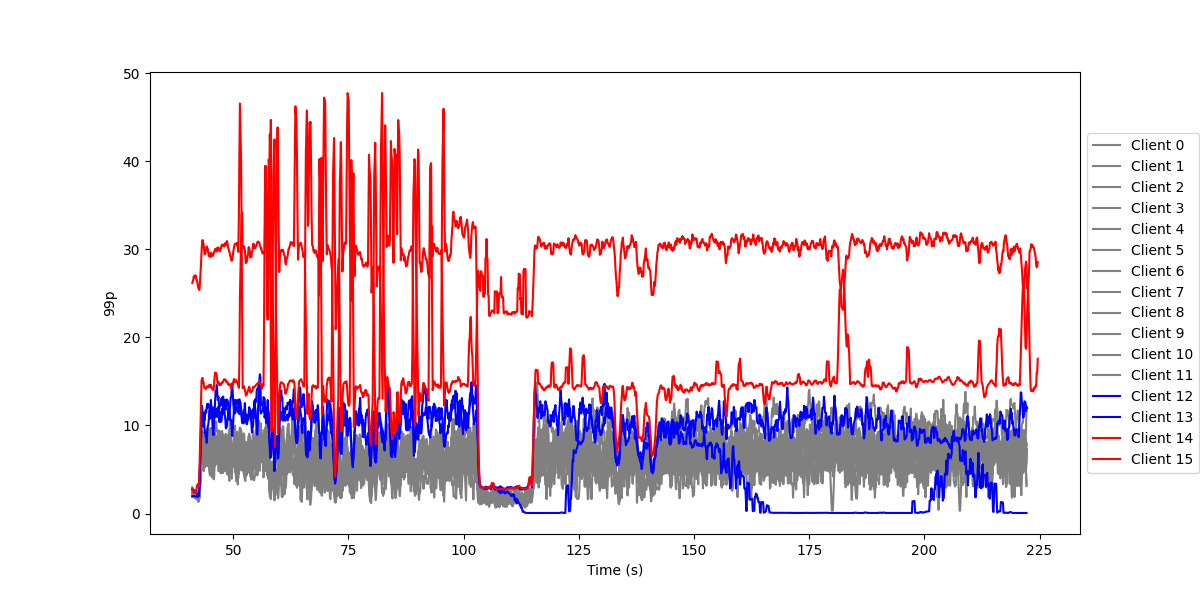 50
40
30
20
10
0
99p
50
75
100
125
150
175
200
225
Time (s)
Client 0
Client 1
Client 2
Client 3
Client 4
Client 5
Client 6
Client 7
Client 8
Client 9
Client 10
Client 11
Client 12
Client 13
Client 14
Client 15